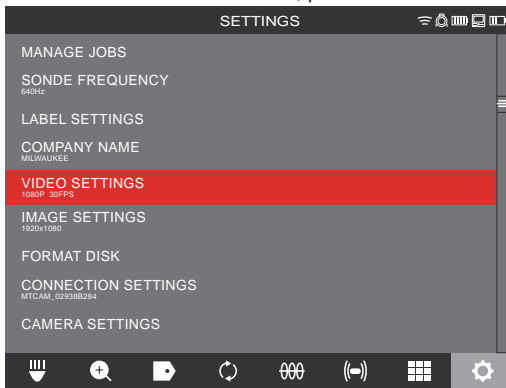 SETTINGS
MANAGE JOBS
SONDE FREQUENCY
640Hz
LABEL SETTINGS
COMPANY NAME
MILWAUKEE
VIDEO SETTINGS
1080P 30FPS
IMAGE SETTINGS
1920x1080
FORMAT DISK
CONNECTION SETTINGS
MTCAM_02938B284
CAMERA SETTINGS